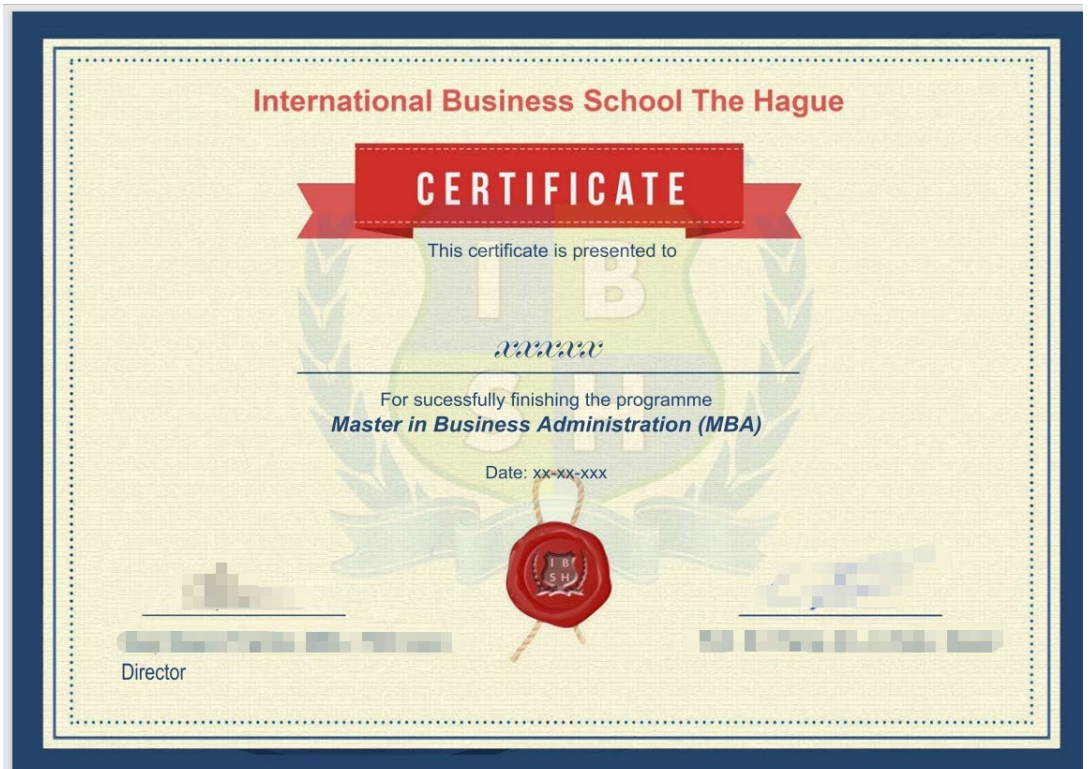 International Business School The Hague
CERTIFICATE
This certificate is presented to
xxxxx
For sucessfully finishing the programme
Master in Business Administration (MBA)
Date: xx-xx-xxx
I B
S H
I B
S H
Director